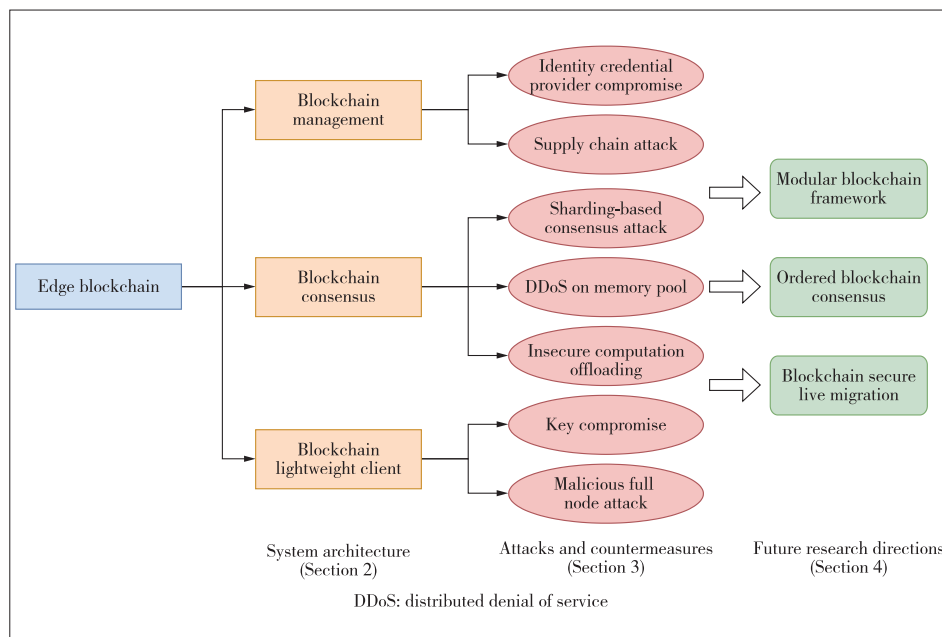 Edge blockchain
Blockchain
management
Blockchain
consensus
Blockchain
lightweight client
System architecture
(Section 2)
Identity credential
provider compromise
Supply chain attack
Sharding-based
consensus attack
DDoS on memory pool
Insecure computation
offloading
Key compromise
Malicious full
node attack
Attacks and countermeasures
(Section 3)
Modular blockchain
framework
Ordered blockchain
consensus
Blockchain secure
live migration
Future research directions
(Section 4)
DDoS: distributed denial of service